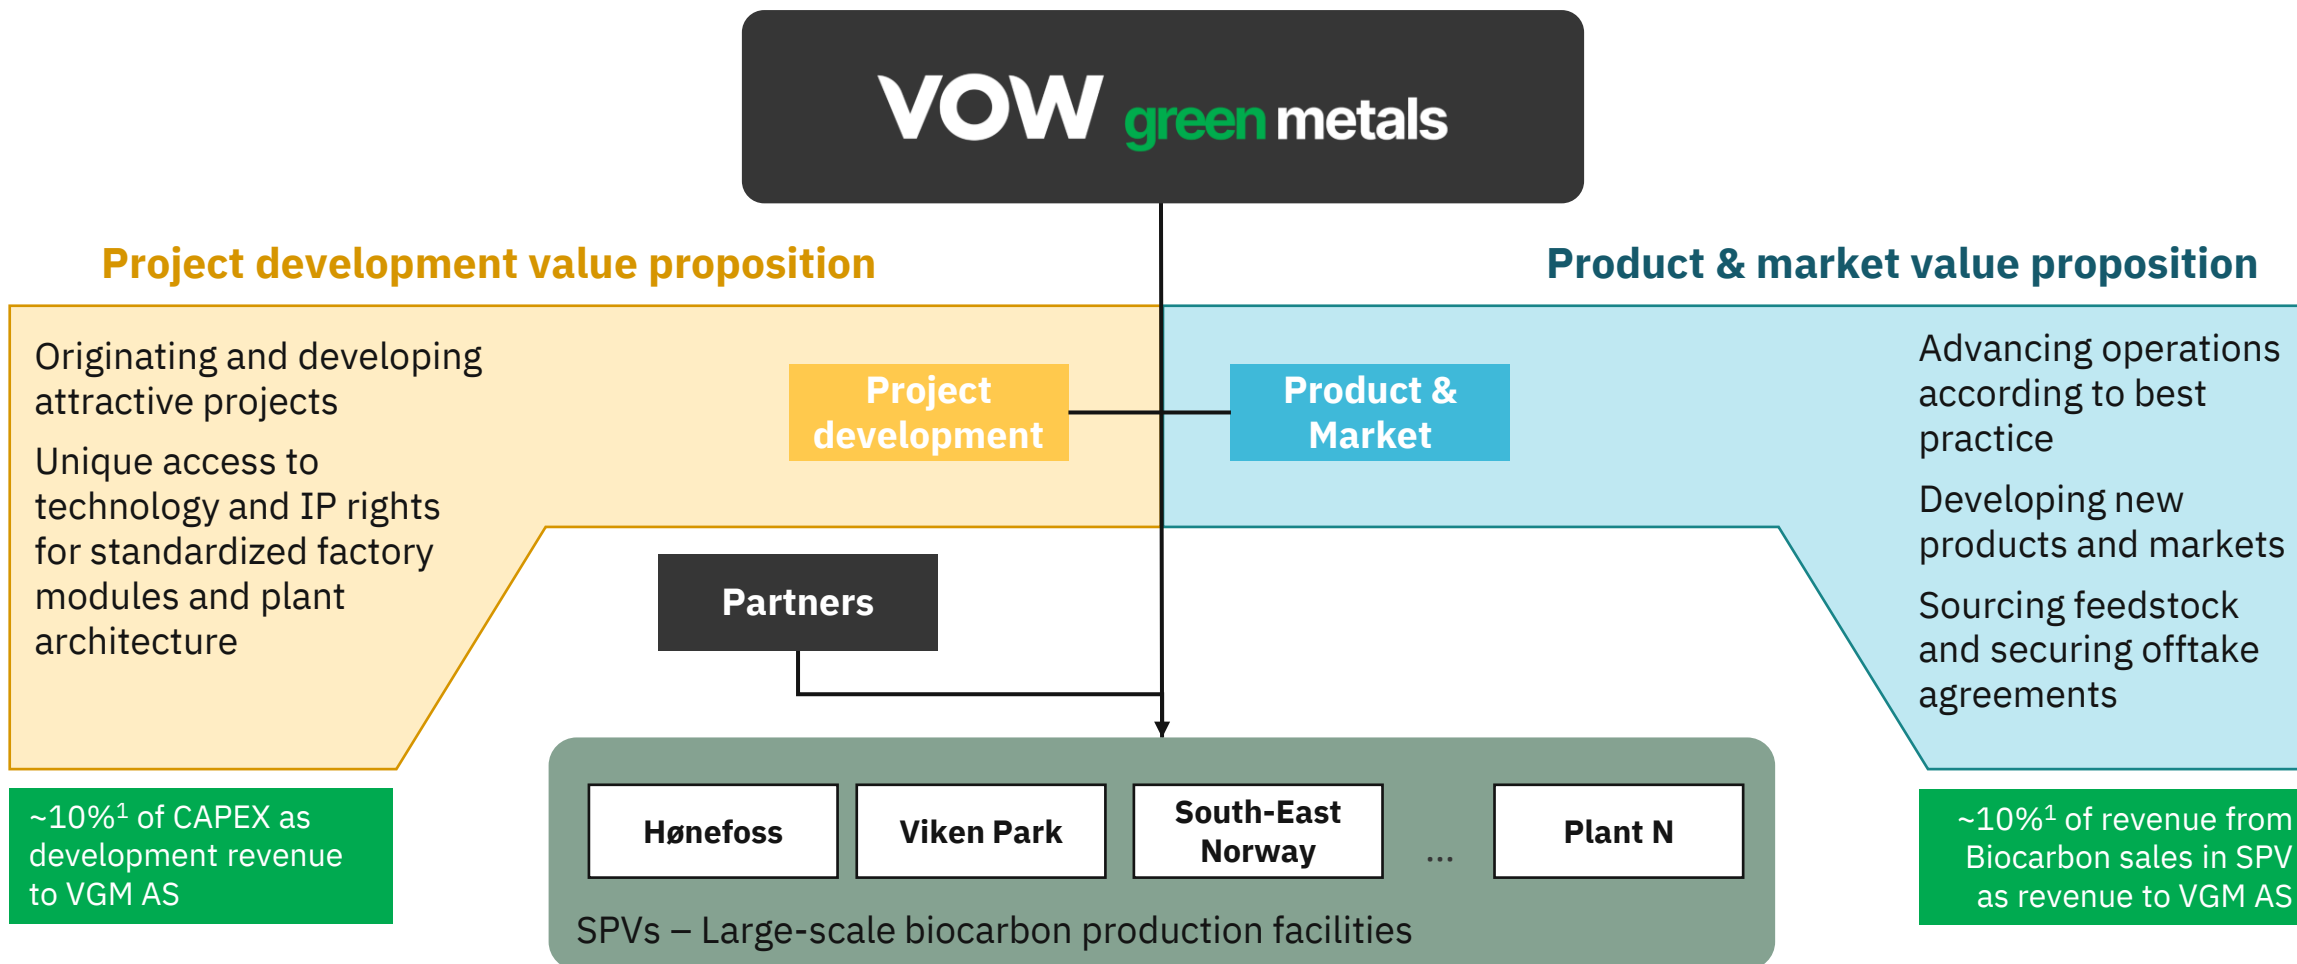 VOW green metals
Project development value proposition
Product & market value proposition
Originating and developing
attractive projects
Unique access to
technology and IP rights
for standardized factory
modules and plant
architecture
Project
development
Product &
Market
Advancing operations
according to best
practice
Developing new
products and markets
Sourcing feedstock
and securing offtake
agreements
Partners
~10%¹ of CAPEX as
development revenue
to VGM AS
Hønefoss
Viken Park
South-East
Norway
...
Plant N
SPVs – Large-scale biocarbon production facilities
~10%¹ of revenue from
Biocarbon sales in SPV
as revenue to VGM AS